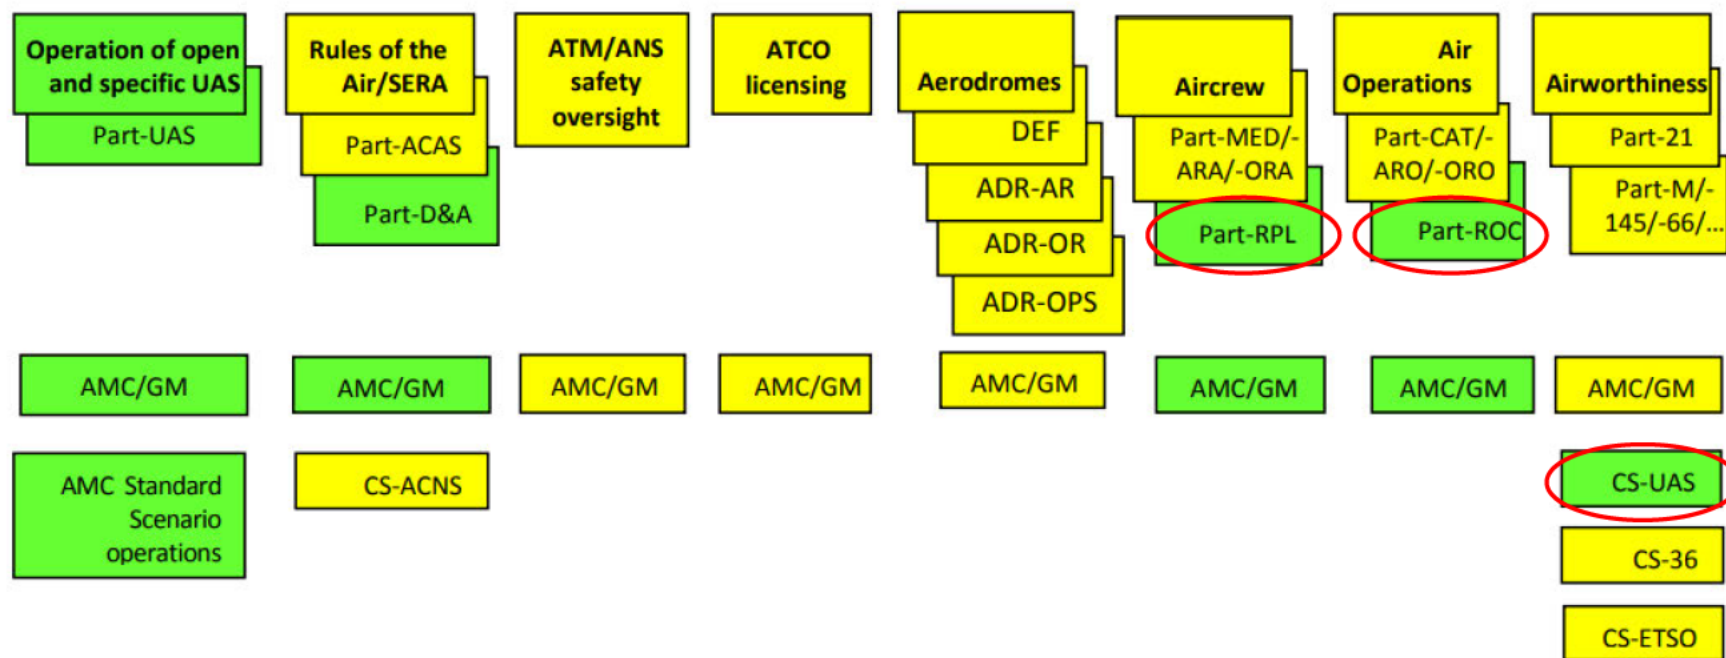 Operation of open
and specific UAS
Part-UAS
Rules of the
Air/SERA
Part-ACAS
Part-D&A
ATM/ANS
safety
oversight
ATCO
licensing
Aerodromes
DEF
ADR-AR
ADR-OR
ADR-OPS
Aircrew
Part-MED/-
ARA/-ORA
Part-RPL
Air
Operations
Part-CAT/-
ARO/-ORO
Part-ROC
Airworthiness
Part-21
Part-M/-
145/-66/...
AMC/GM
AMC/GM
AMC/GM
AMC/GM
AMC/GM
AMC/GM
AMC/GM
AMC/GM
AMC Standard
Scenario
operations
CS-ACNS
CS-UAS
CS-36
CS-ETSO